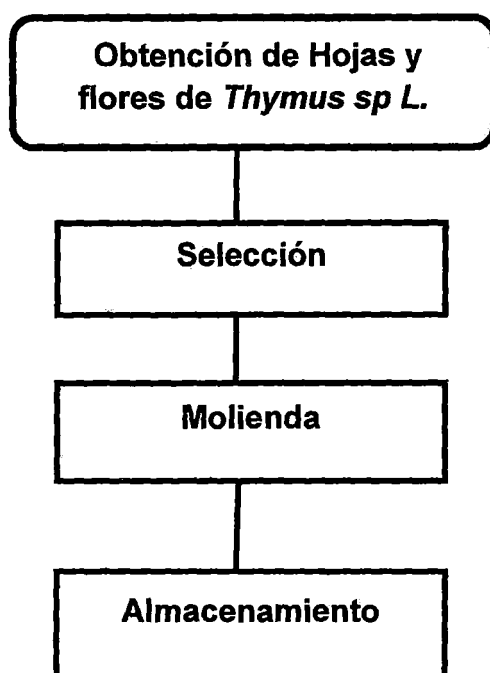 Obtención de Hojas y
flores de Thymus sp L.
Selección
Molienda
Almacenamiento